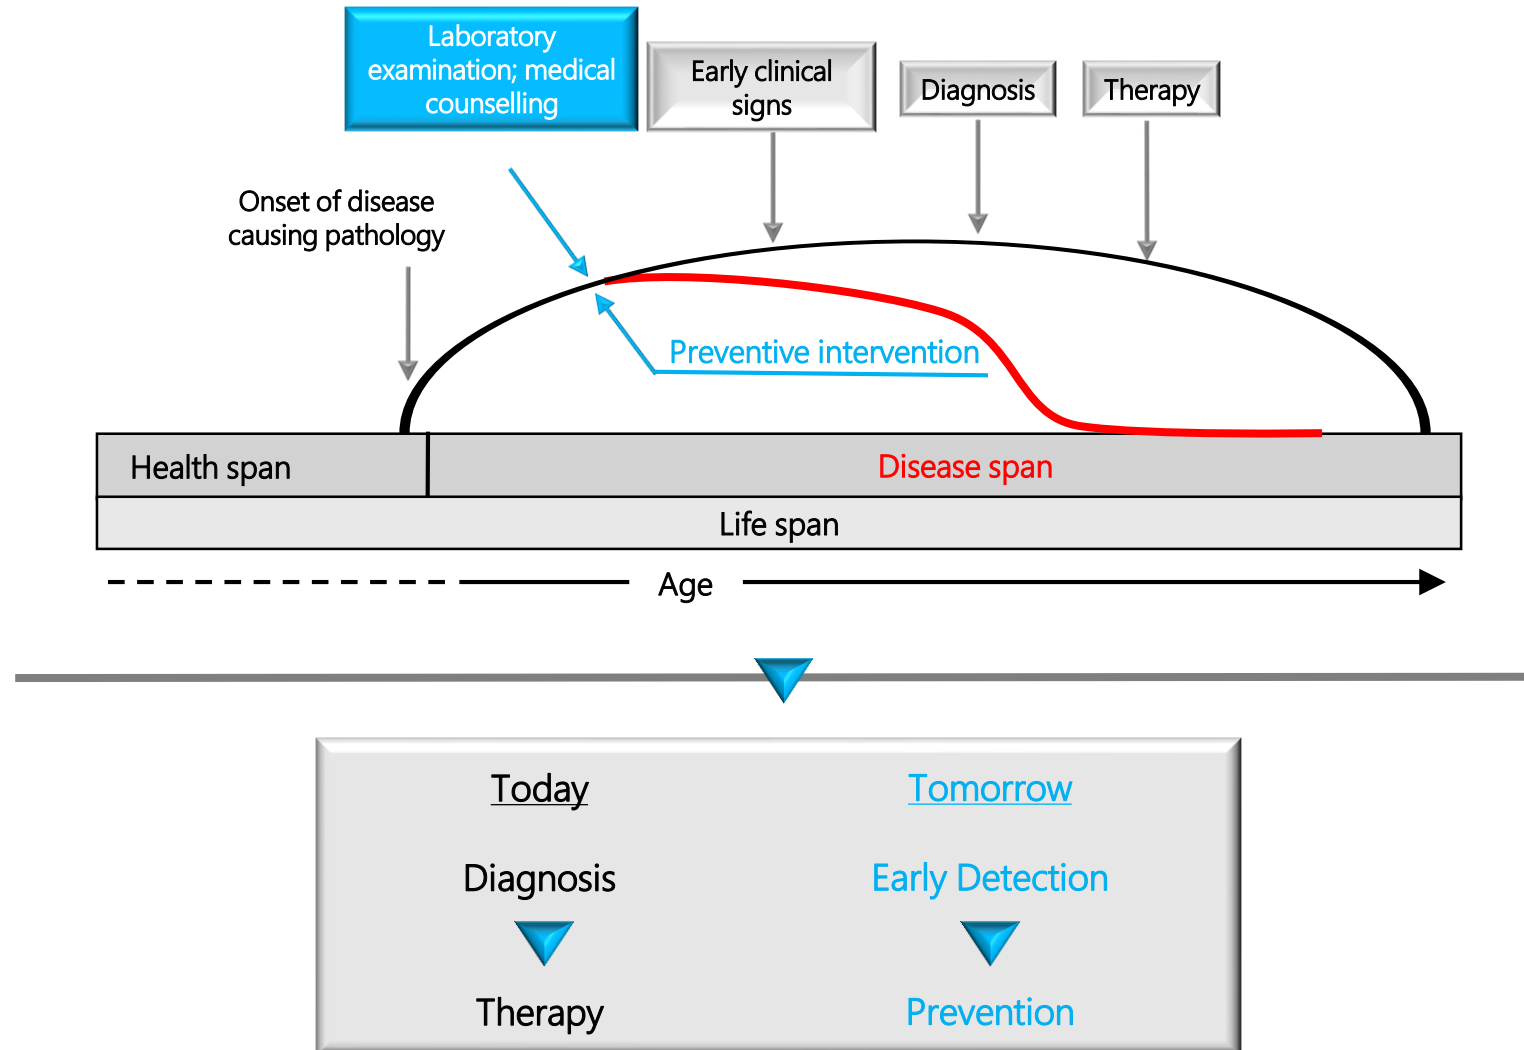 Laboratory
examination; medical
counselling
Early clinical
signs
Diagnosis
Therapy
Onset of disease
causing pathology
Preventive intervention
Health span
Disease span
Life span
Age
Today
Tomorrow
Diagnosis
Early Detection
Therapy
Prevention